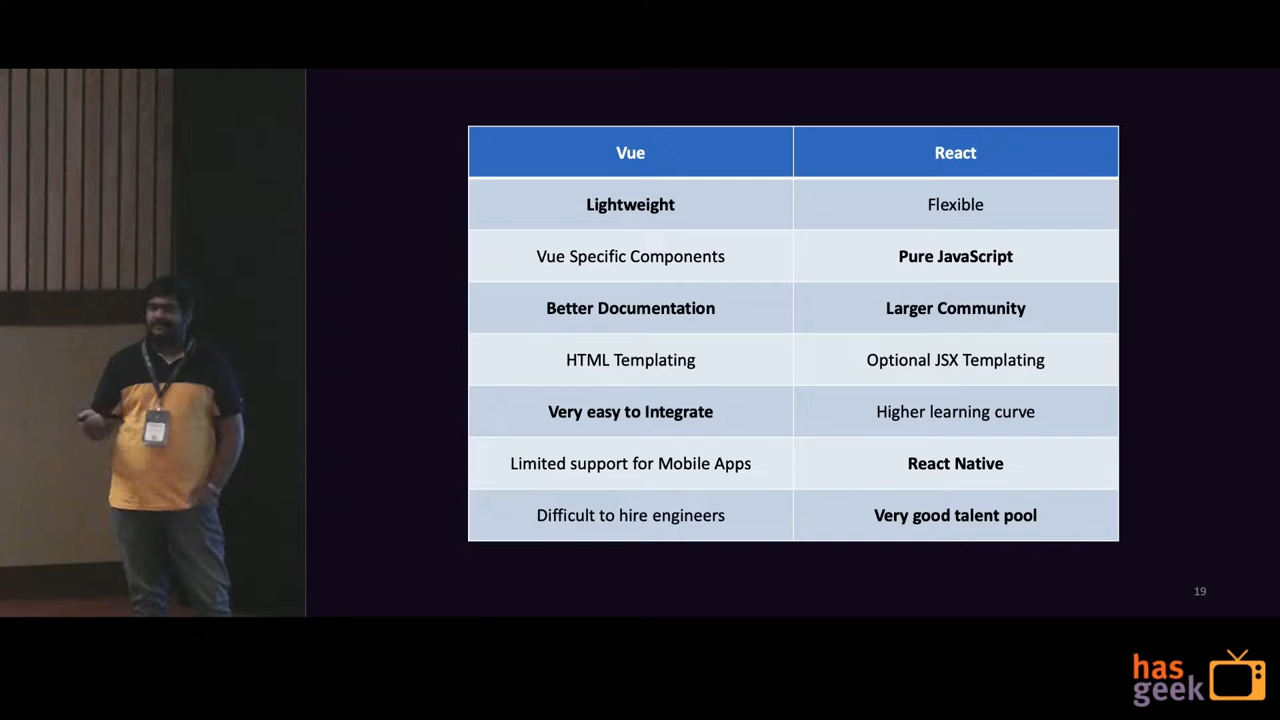 Vue React
Lightweight Flexible
Vue Specific Components Pure JavaScript
Better Documentation Larger Community
HTML Templating Optional JSX Templating
Very easy to Integrate Higher learning curve
Limited support for Mobile Apps React Native
Difficult to hire engineers Very good talent pool
19
has
geek